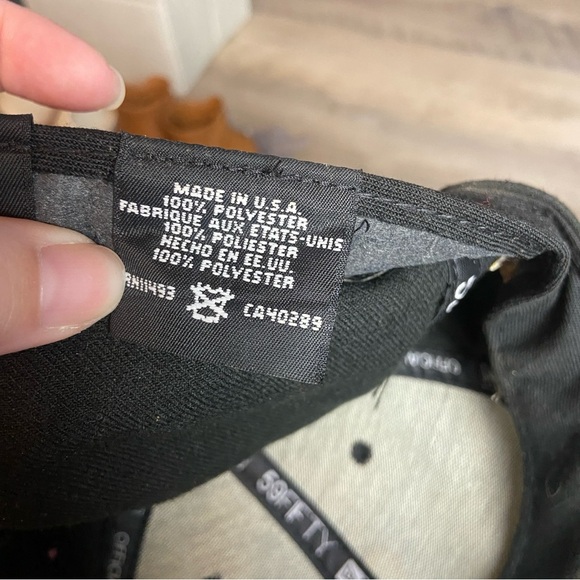 MADE IN U.S.A.
100% POLYESTER
FABRIQUE AUX ETATS-UNIS
100% POLIESTER
HECHO EN EE.UU.
100% POLYESTER
RN11493
CA40289
59FIFTY